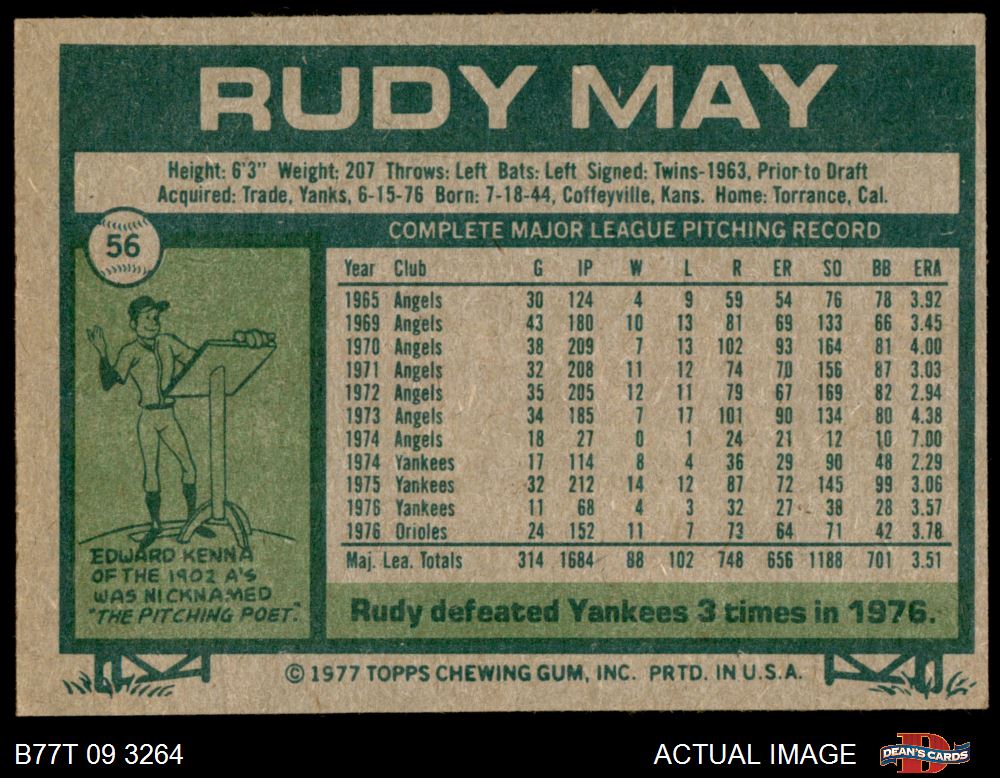 RUDY MAY
Height: 6'3" Weight: 207 Throws: Left Bats: Left Signed: Twins-1963, Prior to Draft
Acquired: Trade, Yanks, 6-15-76 Born: 7-18-44, Coffeyville, Kans. Home: Torrance, Cal.
56
COMPLETE MAJOR LEAGUE PITCHING RECORD
Year Club G IP W L R ER SO BB ERA
1965 Angels 30 124 4 9 59 54 76 78 3.92
1969 Angels 43 180 10 13 81 69 133 66 3.45
1970 Angels 38 209 7 13 102 93 164 81 4.00
1971 Angels 32 208 11 12 74 70 156 87 3.03
1972 Angels 35 205 12 11 79 67 169 82 2.94
1973 Angels 34 185 7 17 101 90 134 80 4.38
1974 Angels 18 27 0 1 24 21 12 10 7.00
1974 Yankees 17 114 8 4 36 29 90 48 2.29
1975 Yankees 32 212 14 12 87 72 145 99 3.06
1976 Yankees 11 68 4 3 32 27 38 28 3.57
1976 Orioles 24 152 11 7 73 64 71 42 3.78
Maj. Lea. Totals 314 1684 88 102 748 656 1188 701 3.51
EDWARD KENNA
OF THE 1902 A'S
WAS NICKNAMED
"THE PITCHING POET."
Rudy defeated Yankees 3 times in 1976.
© 1977 TOPPS CHEWING GUM, INC. PRTD. IN U.S.A.
B77T 09 3264
ACTUAL IMAGE
D
DEAN'S CARDS